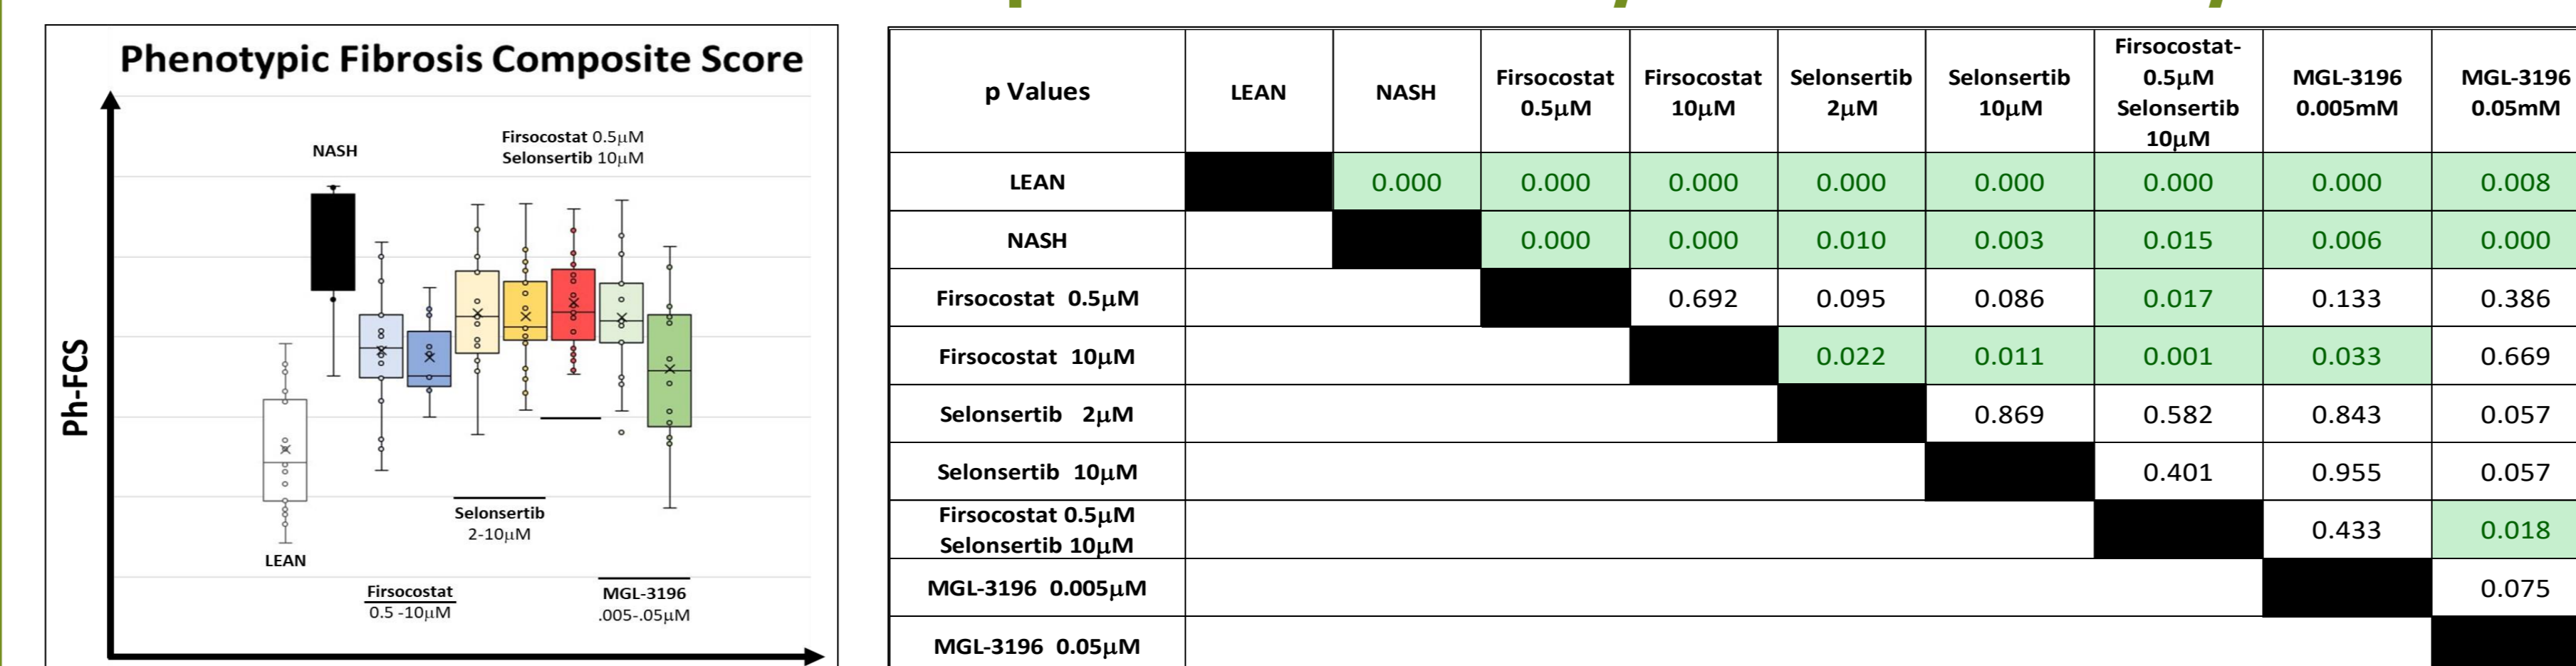 Phenotypic Fibrosis Composite Score
Ph-FCS
NASH
Firsocostat 0.5μM
Selonsertib 10μM
LEAN
Selonsertib
2-10μM
Firsocostat
0.5 -10μM
MGL-3196
.005-.05μM
p Values LEAN NASH Firsocostat 0.5μM Firsocostat 10μM Selonsertib 2μM Selonsertib 10μM Firsocostat- 0.5μM Selonsertib 10μM MGL-3196 0.005mM MGL-3196 0.05mM
LEAN 0.000 0.000 0.000 0.000 0.000 0.000 0.000 0.008
NASH 0.000 0.000 0.010 0.003 0.015 0.006 0.000
Firsocostat 0.5μM 0.692 0.095 0.086 0.017 0.133 0.386
Firsocostat 10μM 0.022 0.011 0.001 0.033 0.669
Selonsertib 2μM 0.869 0.582 0.843 0.057
Selonsertib 10μM 0.401 0.955 0.057
Firsocostat 0.5μM
Selonsertib 10μM 0.433 0.018
MGL-3196 0.005μM 0.075
MGL-3196 0.05μM